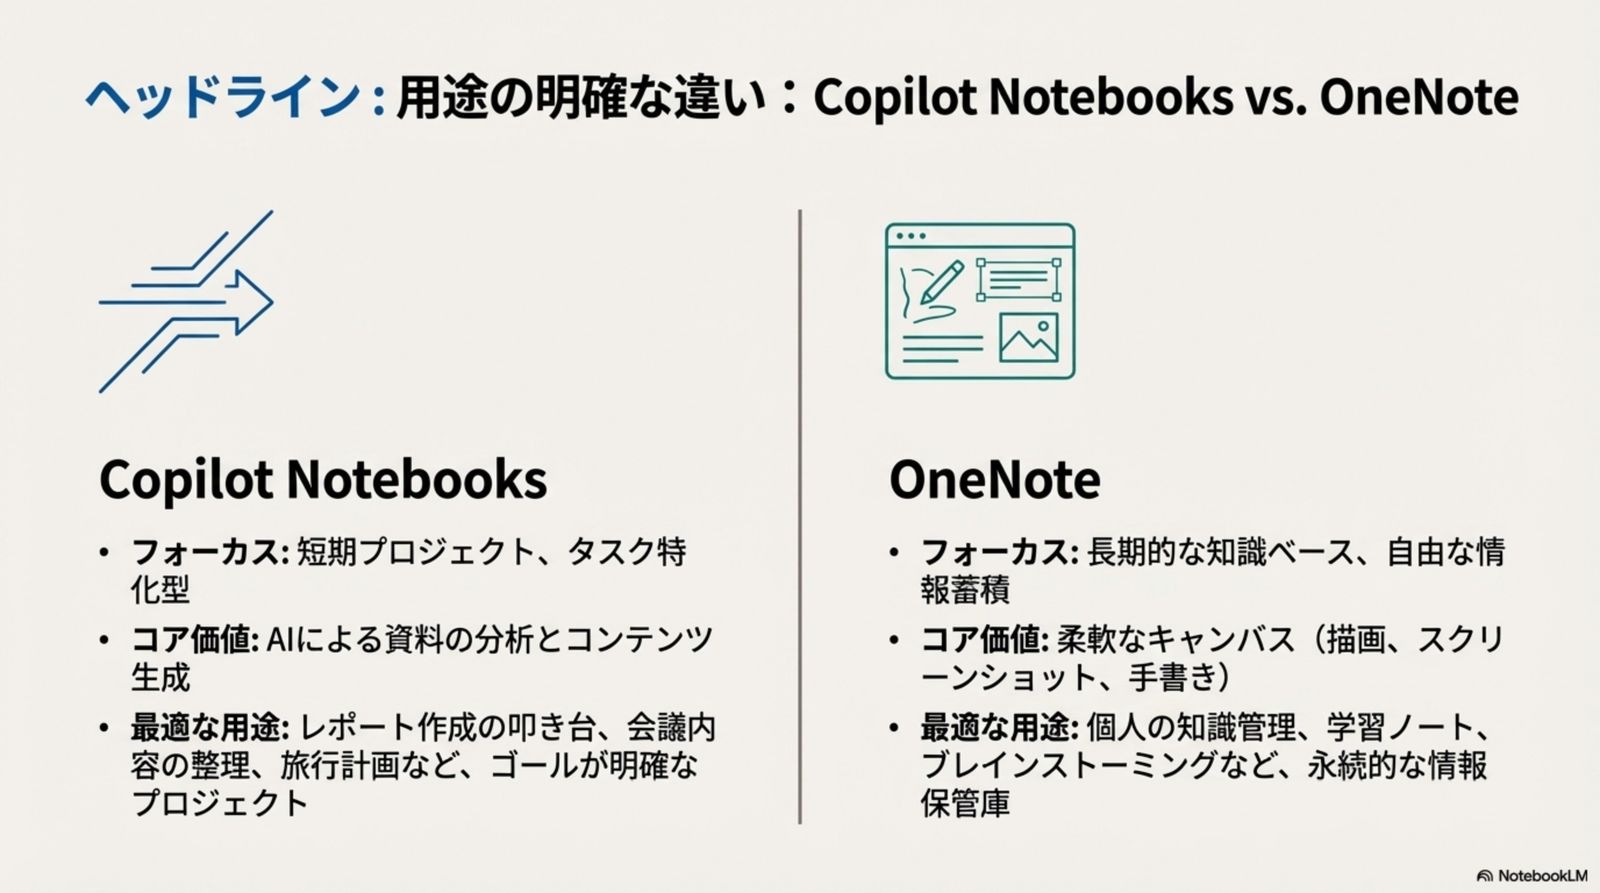 ヘッドライン : 用途の明確な違い：Copilot Notebooks vs. OneNote
Copilot Notebooks
• フォーカス: 短期プロジェクト、タスク特
化型
• コア価値: AIによる資料の分析とコンテンツ
生成
• 最適な用途: レポート作成の叩き台、会議内
容の整理、旅行計画など、ゴールが明確な
プロジェクト
OneNote
• フォーカス: 長期的な知識ベース、自由な情
報蓄積
• コア価値: 柔軟なキャンバス（描画、スクリ
ーンショット、手書き）
• 最適な用途: 個人の知識管理、学習ノート、
ブレインストーミングなど、永続的な情報
保管庫
NotebookLM